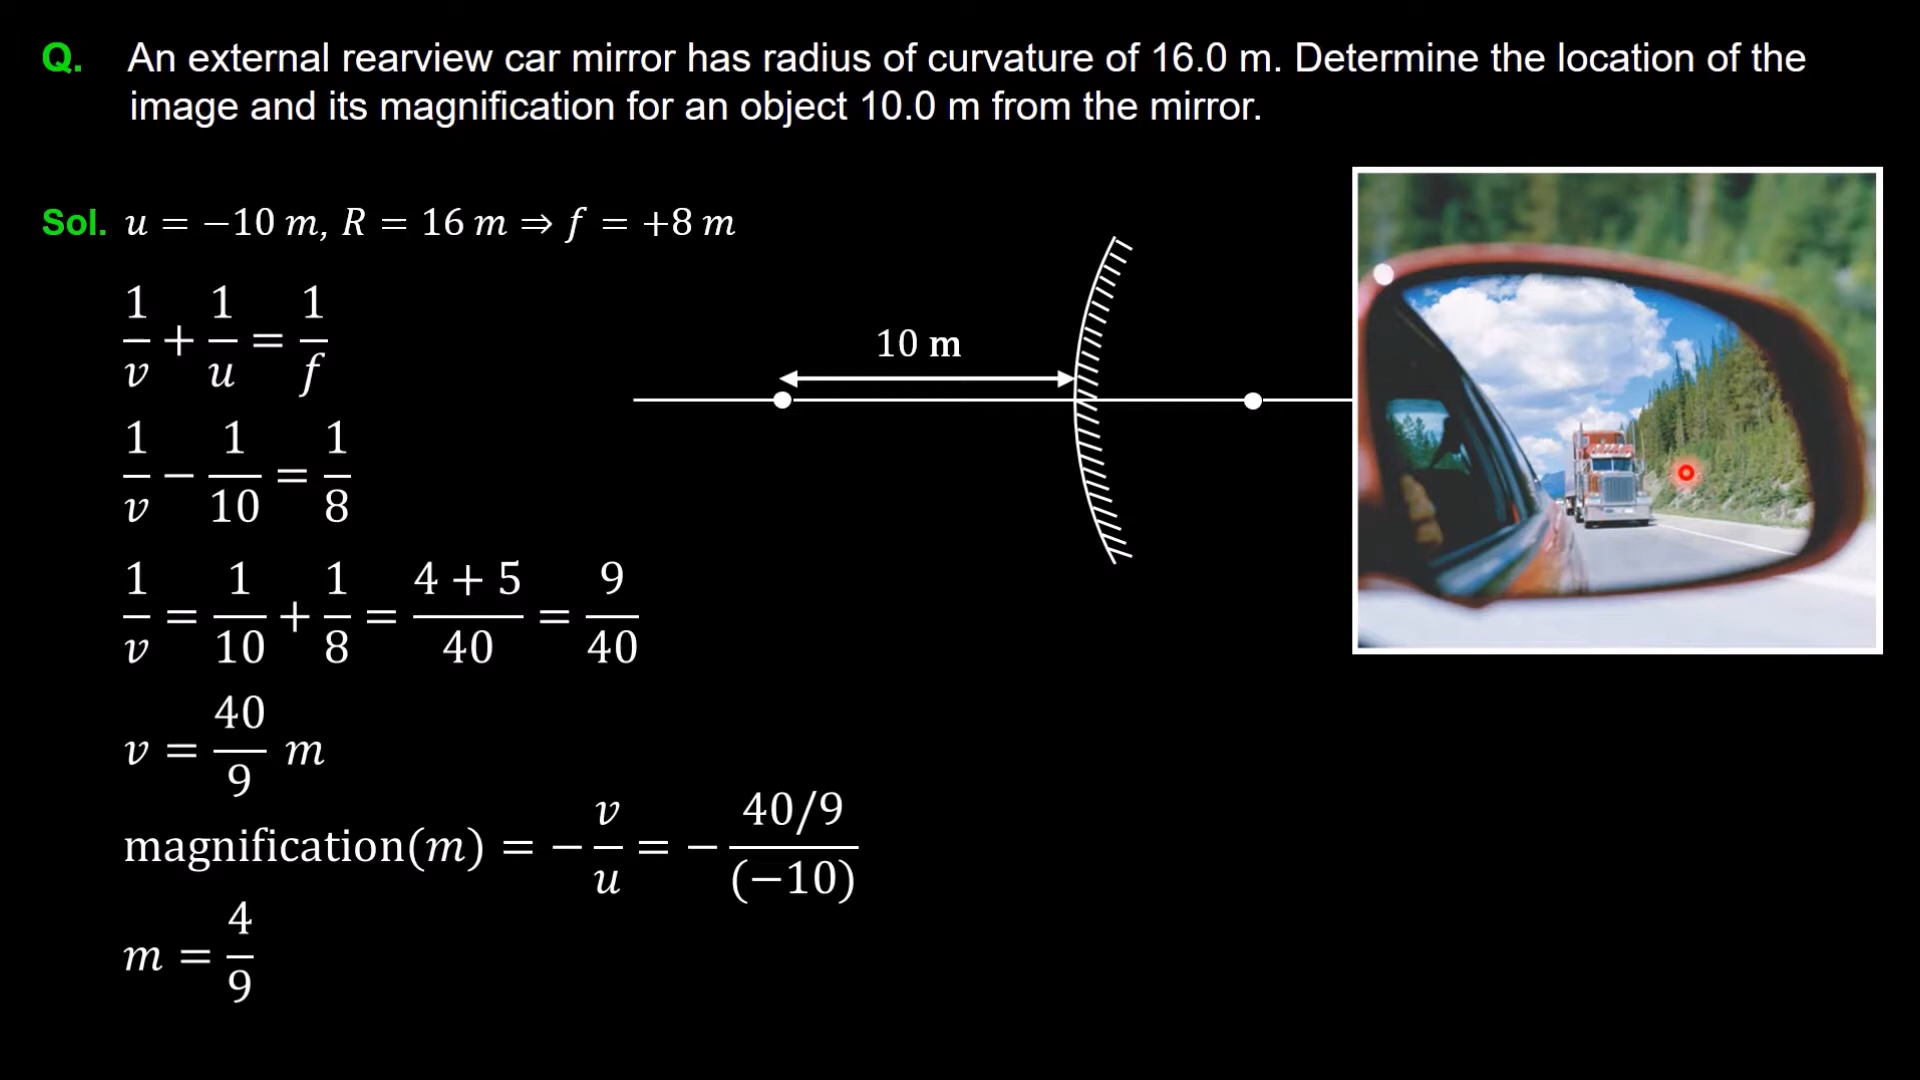 Q. An external rearview car mirror has radius of curvature of 16.0 m. Determine the location of the
image and its magnification for an object 10.0 m from the mirror.
Sol. u = −10 m, R = 16 m ⇒ f = +8 m
1/v + 1/u = 1/f
10 m
1/v − 1/10 = 1/8
1/v = 1/10 + 1/8 = (4 + 5)/40 = 9/40
v = 40/9 m
magnification(m) = − v/u = − (40/9)/(−10)
m = 4/9